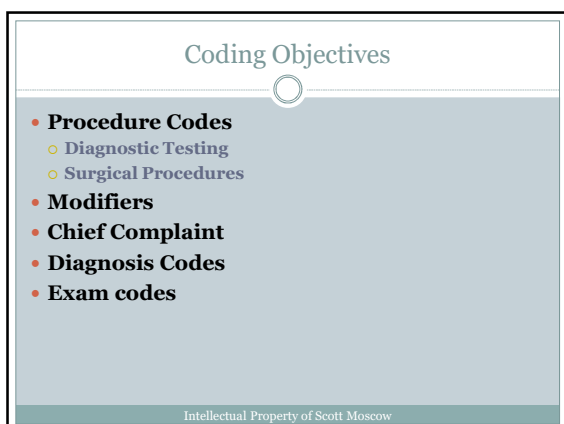 Coding Objectives
• Procedure Codes
○ Diagnostic Testing
○ Surgical Procedures
• Modifiers
• Chief Complaint
• Diagnosis Codes
• Exam codes
Intellectual Property of Scott Moscow